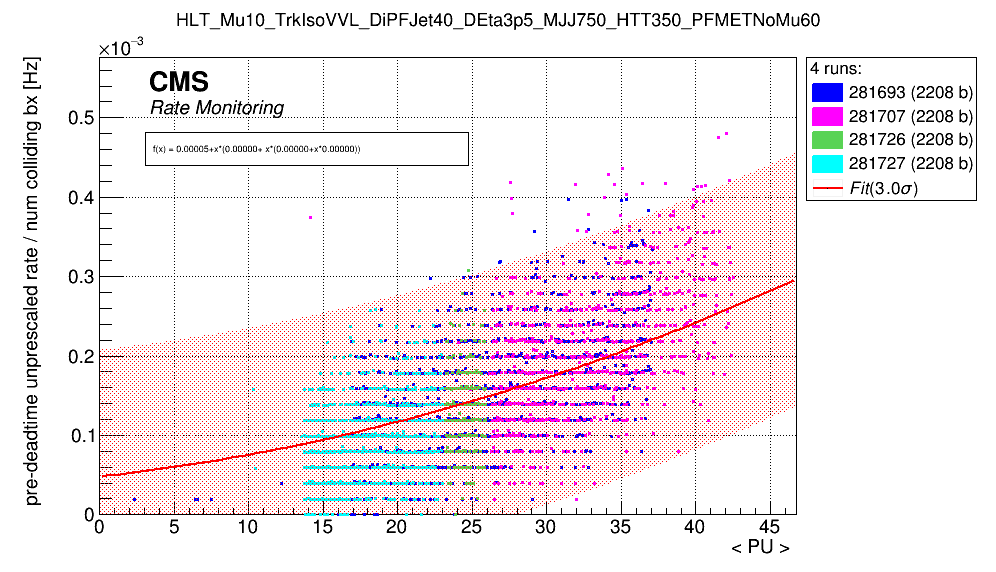 HLT_Mu10_TrkIsoVVL_DiPFJet40_DEta3p5_MJJ750_HTT350_PFMETNoMu60
×10⁻³
CMS
Rate Monitoring
f(x) = 0.00005+x*(0.00000+ x*(0.00000+x*0.00000))
pre-deadtime unprescaled rate / num colliding bx [Hz]
0.5
0.4
0.3
0.2
0.1
0
0 5 10 15 20 25 30 35 40 45
< PU >
4 runs:
281693 (2208 b)
281707 (2208 b)
281726 (2208 b)
281727 (2208 b)
Fit(3.0σ)